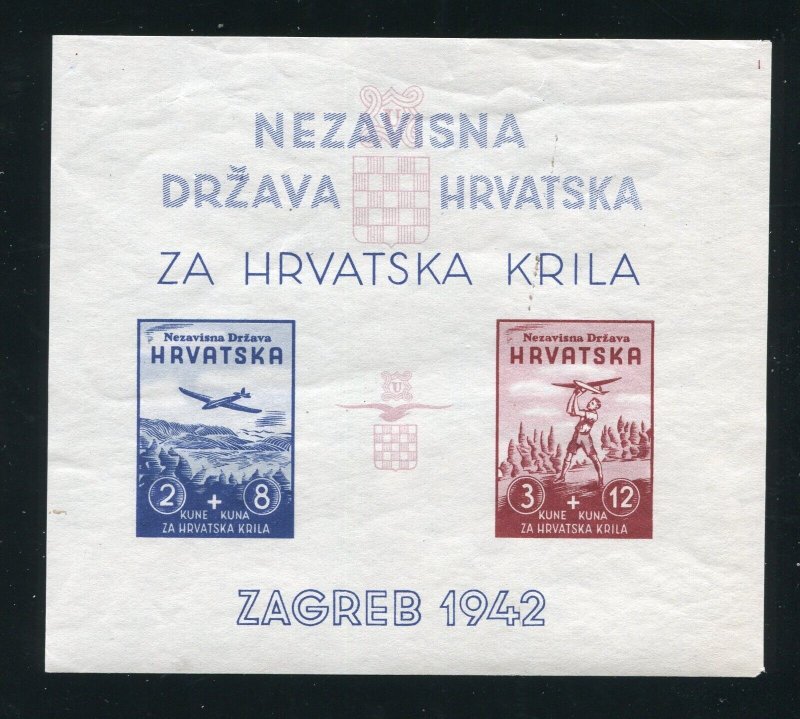 U
NEZAVISNA
DRŽAVA HRVATSKA
ZA HRVATSKA KRILA
Nezavisna Država
HRVATSKA
2 + 8
KUNE KUNA
ZA HRVATSKA KRILA
U
Nezavisna Država
HRVATSKA
3 + 12
KUNE KUNA
ZA HRVATSKA KRILA
ZAGREB 1942